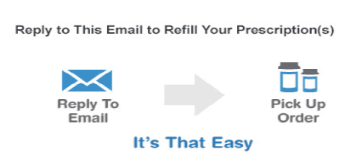 Reply to This Email to Refill Your Prescription(s)
Reply To
Email
Pick Up
Order
It's That Easy